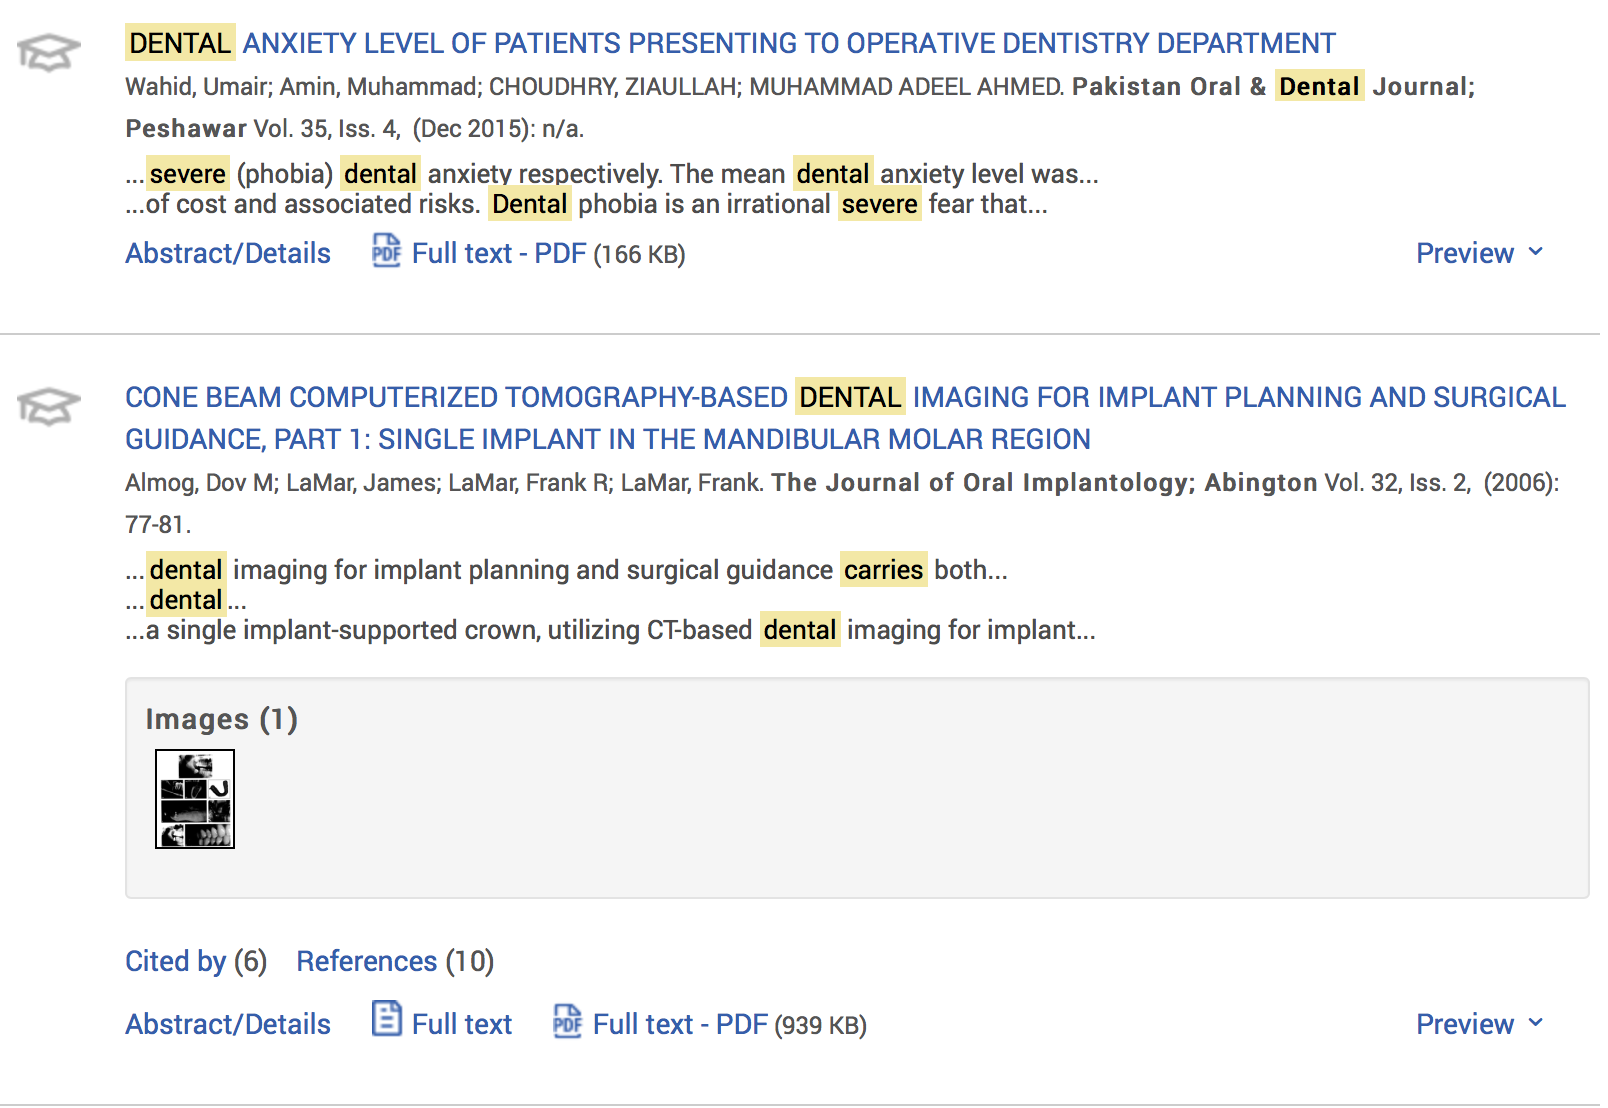 DENTAL ANXIETY LEVEL OF PATIENTS PRESENTING TO OPERATIVE DENTISTRY DEPARTMENT
Wahid, Umair; Amin, Muhammad; CHOUDHRY, ZIAULLAH; MUHAMMAD ADEEL AHMED. Pakistan Oral & Dental Journal;
Peshawar Vol. 35, Iss. 4, (Dec 2015): n/a.
...severe (phobia) dental anxiety respectively. The mean dental anxiety level was...
...of cost and associated risks. Dental phobia is an irrational severe fear that...
Abstract/Details PDF Full text - PDF (166 KB) Preview
CONE BEAM COMPUTERIZED TOMOGRAPHY-BASED DENTAL IMAGING FOR IMPLANT PLANNING AND SURGICAL
GUIDANCE, PART 1: SINGLE IMPLANT IN THE MANDIBULAR MOLAR REGION
Almog, Dov M; LaMar, James; LaMar, Frank R; LaMar, Frank. The Journal of Oral Implantology; Abington Vol. 32, Iss. 2, (2006):
77-81.
...dental imaging for implant planning and surgical guidance carries both...
...dental...
...a single implant-supported crown, utilizing CT-based dental imaging for implant...
Images (1)
Cited by (6) References (10)
Abstract/Details Full text PDF Full text - PDF (939 KB) Preview